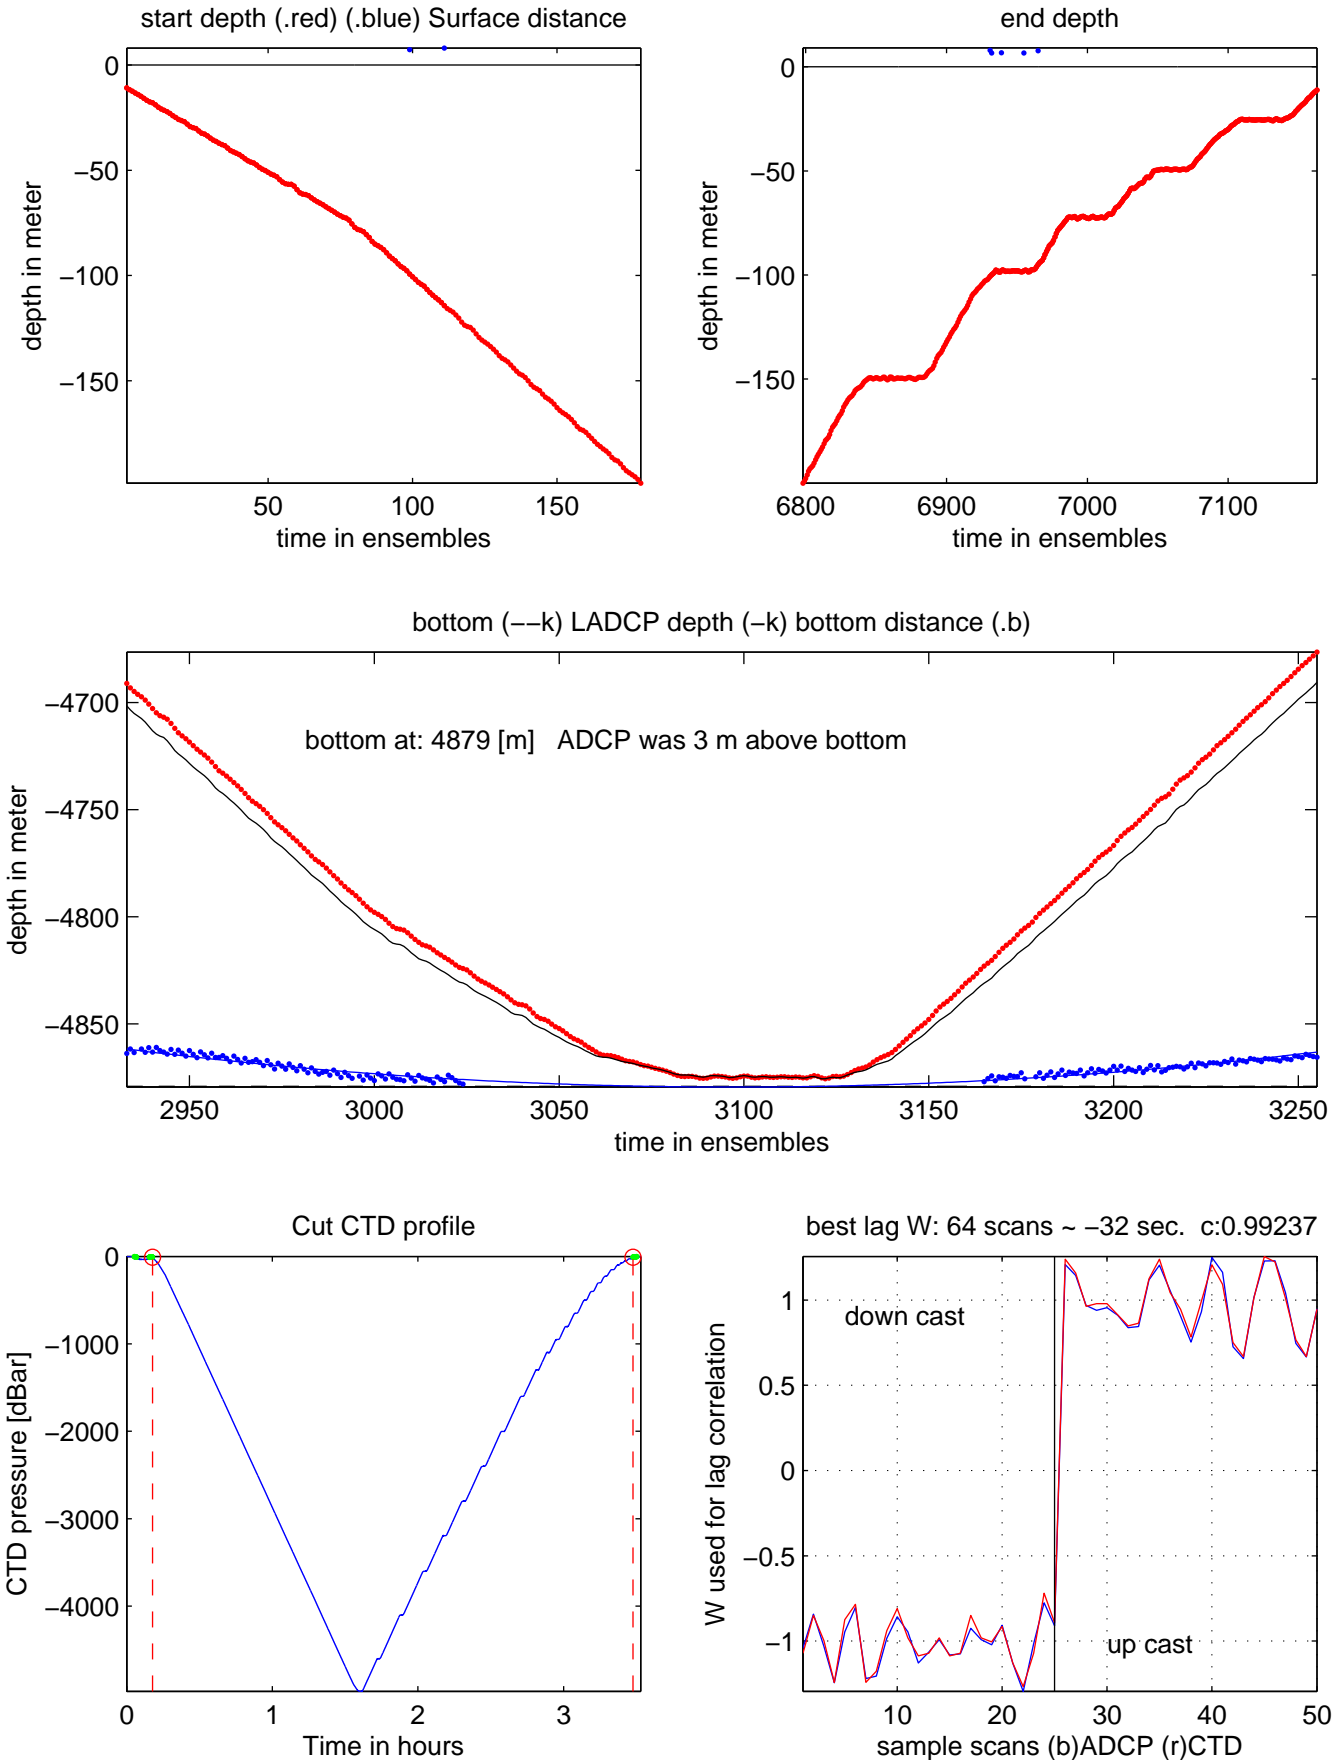 start depth (.red) (.blue) Surface distance
0
−50
−100
−150
depth in meter
50
100
150
time in ensembles
end depth
0
−50
−100
−150
depth in meter
6800
6900
7000
7100
time in ensembles
bottom (−−k) LADCP depth (−k) bottom distance (.b)
bottom at: 4879 [m] ADCP was 3 m above bottom
−4700
−4750
−4800
−4850
depth in meter
2950
3000
3050
3100
3150
3200
3250
time in ensembles
Cut CTD profile
0
−1000
−2000
−3000
−4000
CTD pressure [dBar]
0
1
2
3
Time in hours
best lag W: 64 scans ~ −32 sec. c:0.99237
down cast
up cast
1
0.5
0
−0.5
−1
W used for lag correlation
10
20
30
40
50
sample scans (b)ADCP (r)CTD